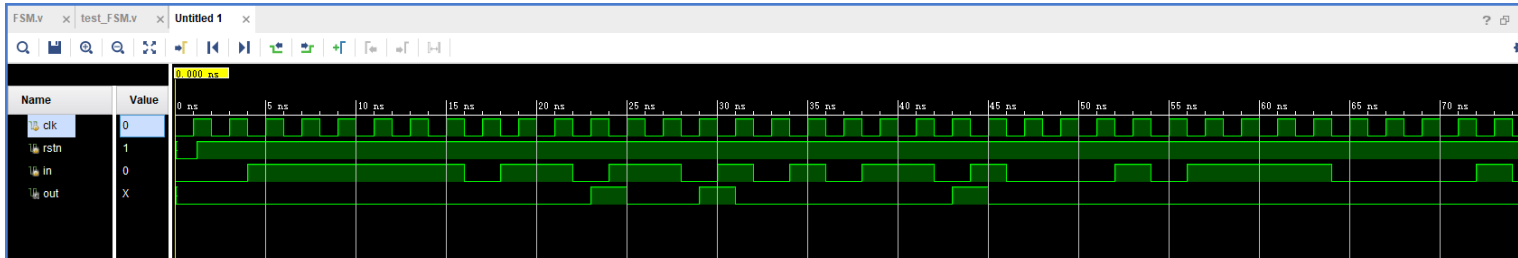 FSM.v × test_FSM.v × Untitled 1 ×
?
0.000 ns
Name Value
0 ns 5 ns 10 ns 15 ns 20 ns 25 ns 30 ns 35 ns 40 ns 45 ns 50 ns 55 ns 60 ns 65 ns 70 ns
clk 0
rstn 1
in 0
out X